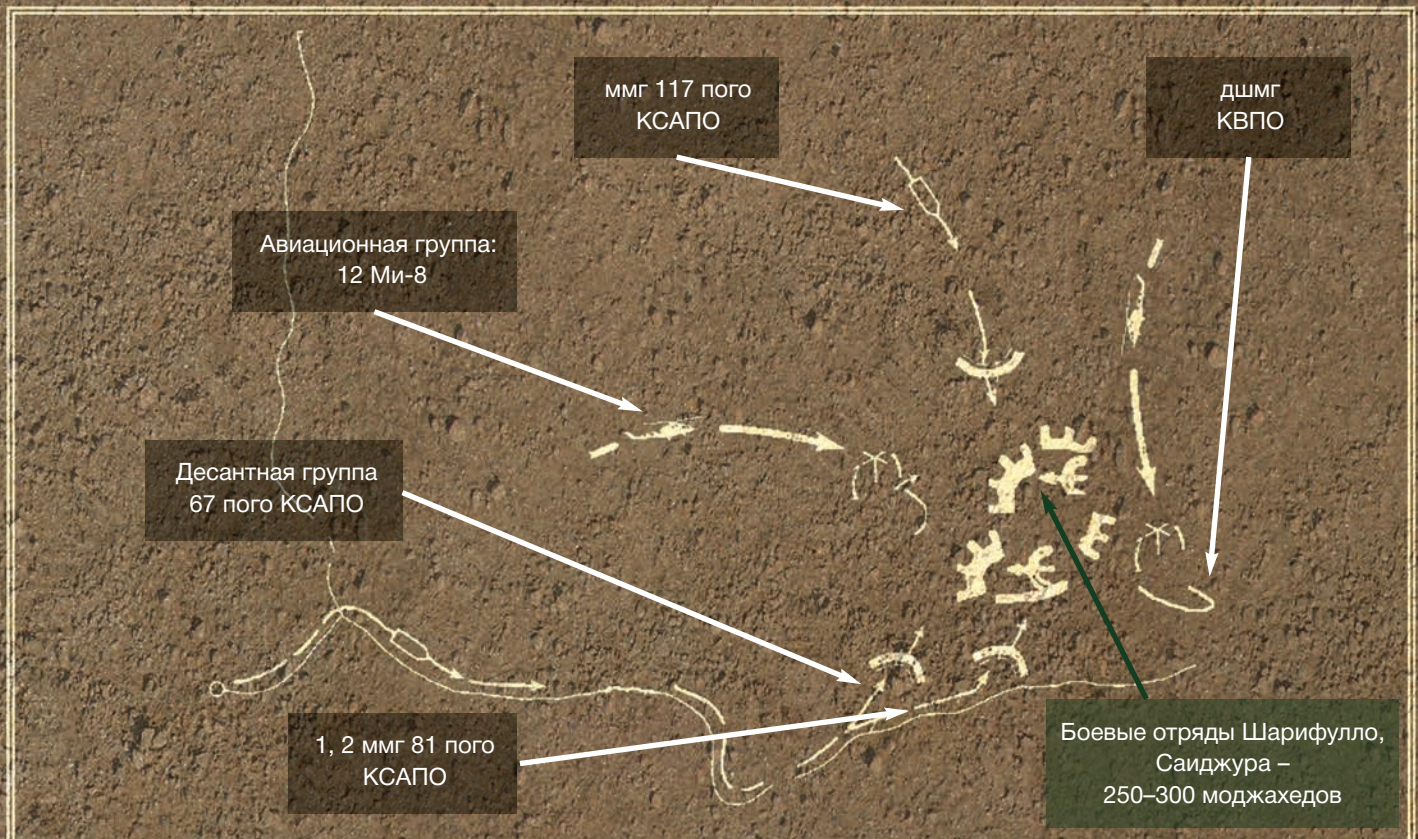 ммг 117 пого
КСАПО
дшмг
КВПО
Авиационная группа:
12 Ми-8
Десантная группа
67 пого КСАПО
1, 2 ммг 81 пого
КСАПО
Боевые отряды Шарифулло,
Саиджура –
250–300 моджахедов